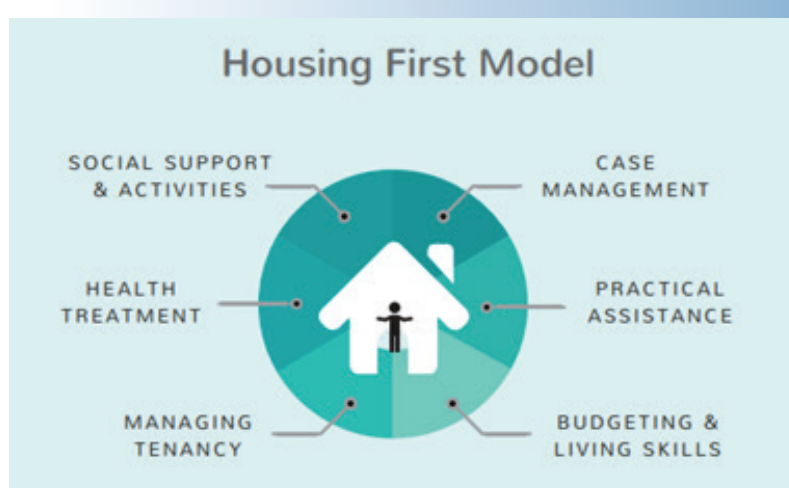 Housing First Model
SOCIAL SUPPORT
& ACTIVITIES
CASE
MANAGEMENT
HEALTH
TREATMENT
PRACTICAL
ASSISTANCE
MANAGING
TENANCY
BUDGETING &
LIVING SKILLS